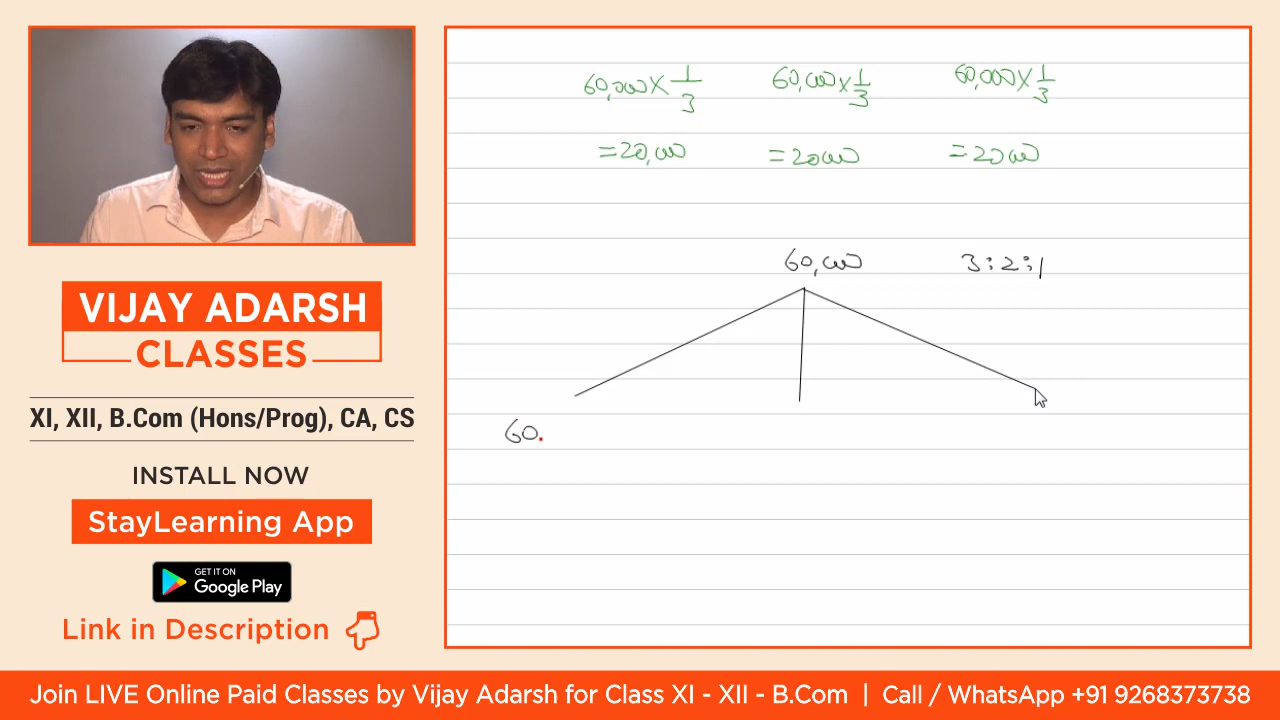 60,000 × 1/3 60,000 × 1/3 60,000 × 1/3
= 20,000 = 20000 = 20000
60,000 3:2:1
60.
VIJAY ADARSH
CLASSES
XI, XII, B.Com (Hons/Prog), CA, CS
INSTALL NOW
StayLearning App
GET IT ON
Google Play
Link in Description
Join LIVE Online Paid Classes by Vijay Adarsh for Class XI - XII - B.Com | Call / WhatsApp +91 9268373738